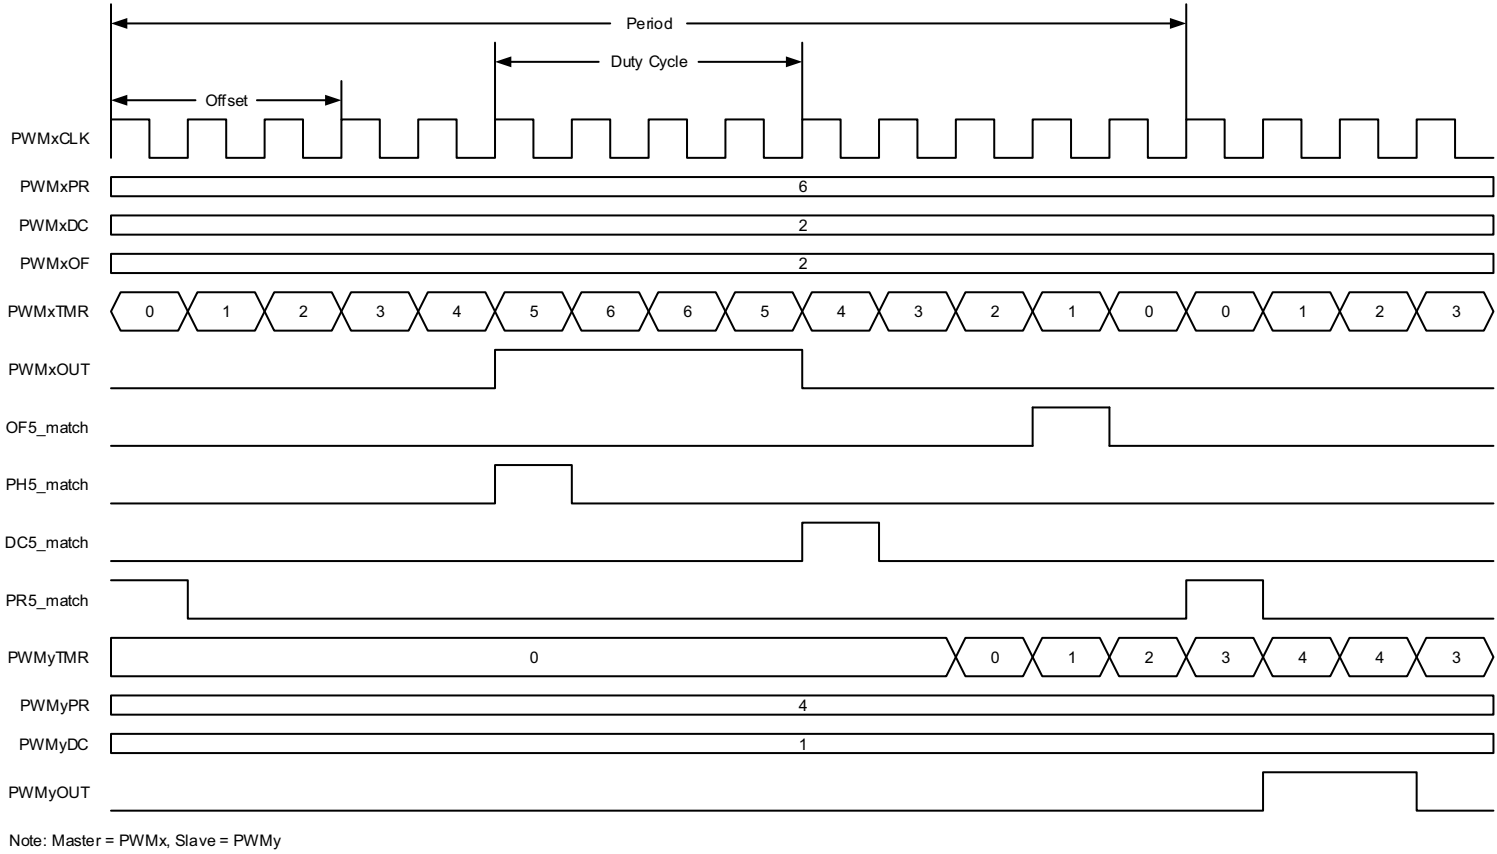 Period
Duty Cycle
Offset
PWMxCLK
PWMxPR 6
PWMxDC 2
PWMxOF 2
PWMxTMR 0 1 2 3 4 5 6 6 5 4 3 2 1 0 0 1 2 3
PWMxOUT
OF5_match
PH5_match
DC5_match
PR5_match
PWMyTMR 0 0 1 2 3 4 4 3
PWMyPR 4
PWMyDC 1
PWMyOUT
Note: Master = PWMx, Slave = PWMy